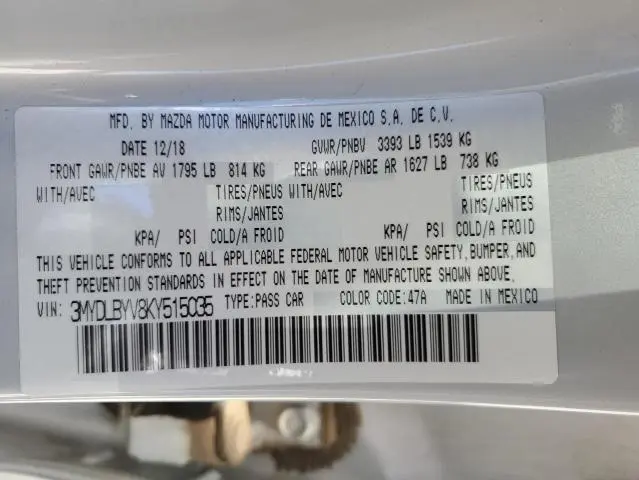 MFD. BY MAZDA MOTOR MANUFACTURING DE MEXICO S.A. DE C.V.
DATE 12/18 GVWR/PNBV 3393 LB 1539 KG
FRONT GAWR/PNBE AV 1795 LB 814 KG REAR GAWR/PNBE AR 1627 LB 738 KG
WITH/AVEC TIRES/PNEUS WITH/AVEC TIRES/PNEUS
RIMS/JANTES RIMS/JANTES
KPA/ PSI COLD/A FROID KPA/ PSI COLD/A FROID
THIS VEHICLE CONFORMS TO ALL APPLICABLE FEDERAL MOTOR VEHICLE SAFETY, BUMPER, AND
THEFT PREVENTION STANDARDS IN EFFECT ON THE DATE OF MANUFACTURE SHOWN ABOVE.
VIN: 3MYDLBYV8KY515035 TYPE:PASS CAR COLOR CODE:47A MADE IN MEXICO